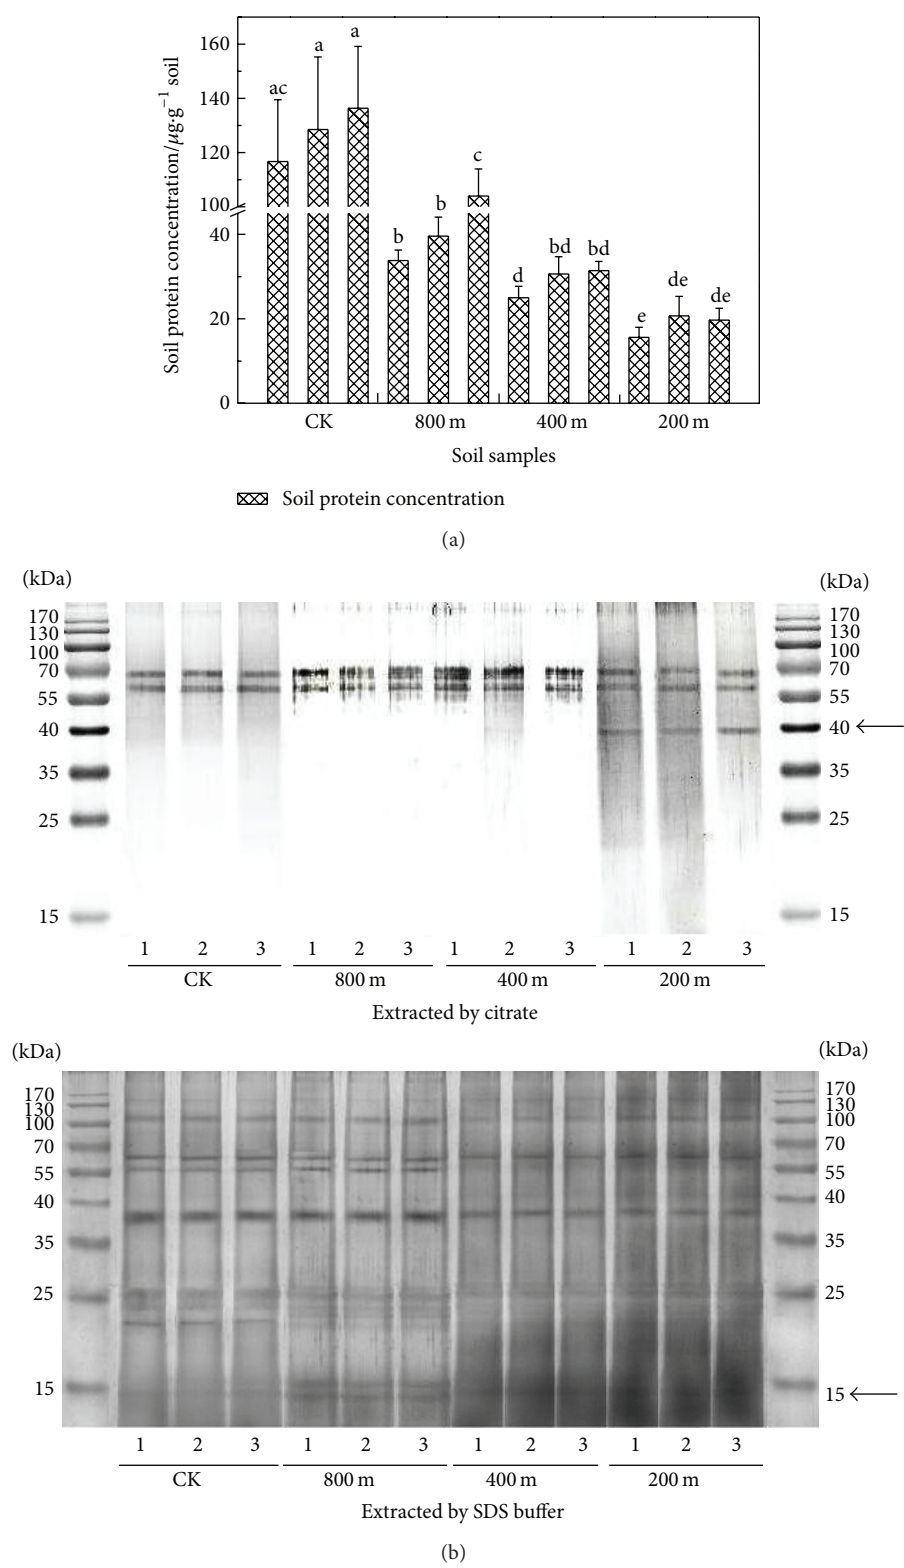 160
140
120
100
40
20
0
Soil protein concentration/μg·g⁻¹ soil
ac
a
a
b
b
c
d
bd
bd
e
de
de
CK 800 m 400 m 200 m
Soil samples
Soil protein concentration
(a)
(kDa) (kDa)
170 170
130 130
100 100
70 70
55 55
40 40
35 35
25 25
15 15
1 2 3 1 2 3 1 2 3 1 2 3
CK 800 m 400 m 200 m
Extracted by citrate
(kDa) (kDa)
170 170
130 130
100 100
70 70
55 55
40 40
35 35
25 25
15 15
1 2 3 1 2 3 1 2 3 1 2 3
CK 800 m 400 m 200 m
Extracted by SDS buffer
(b)